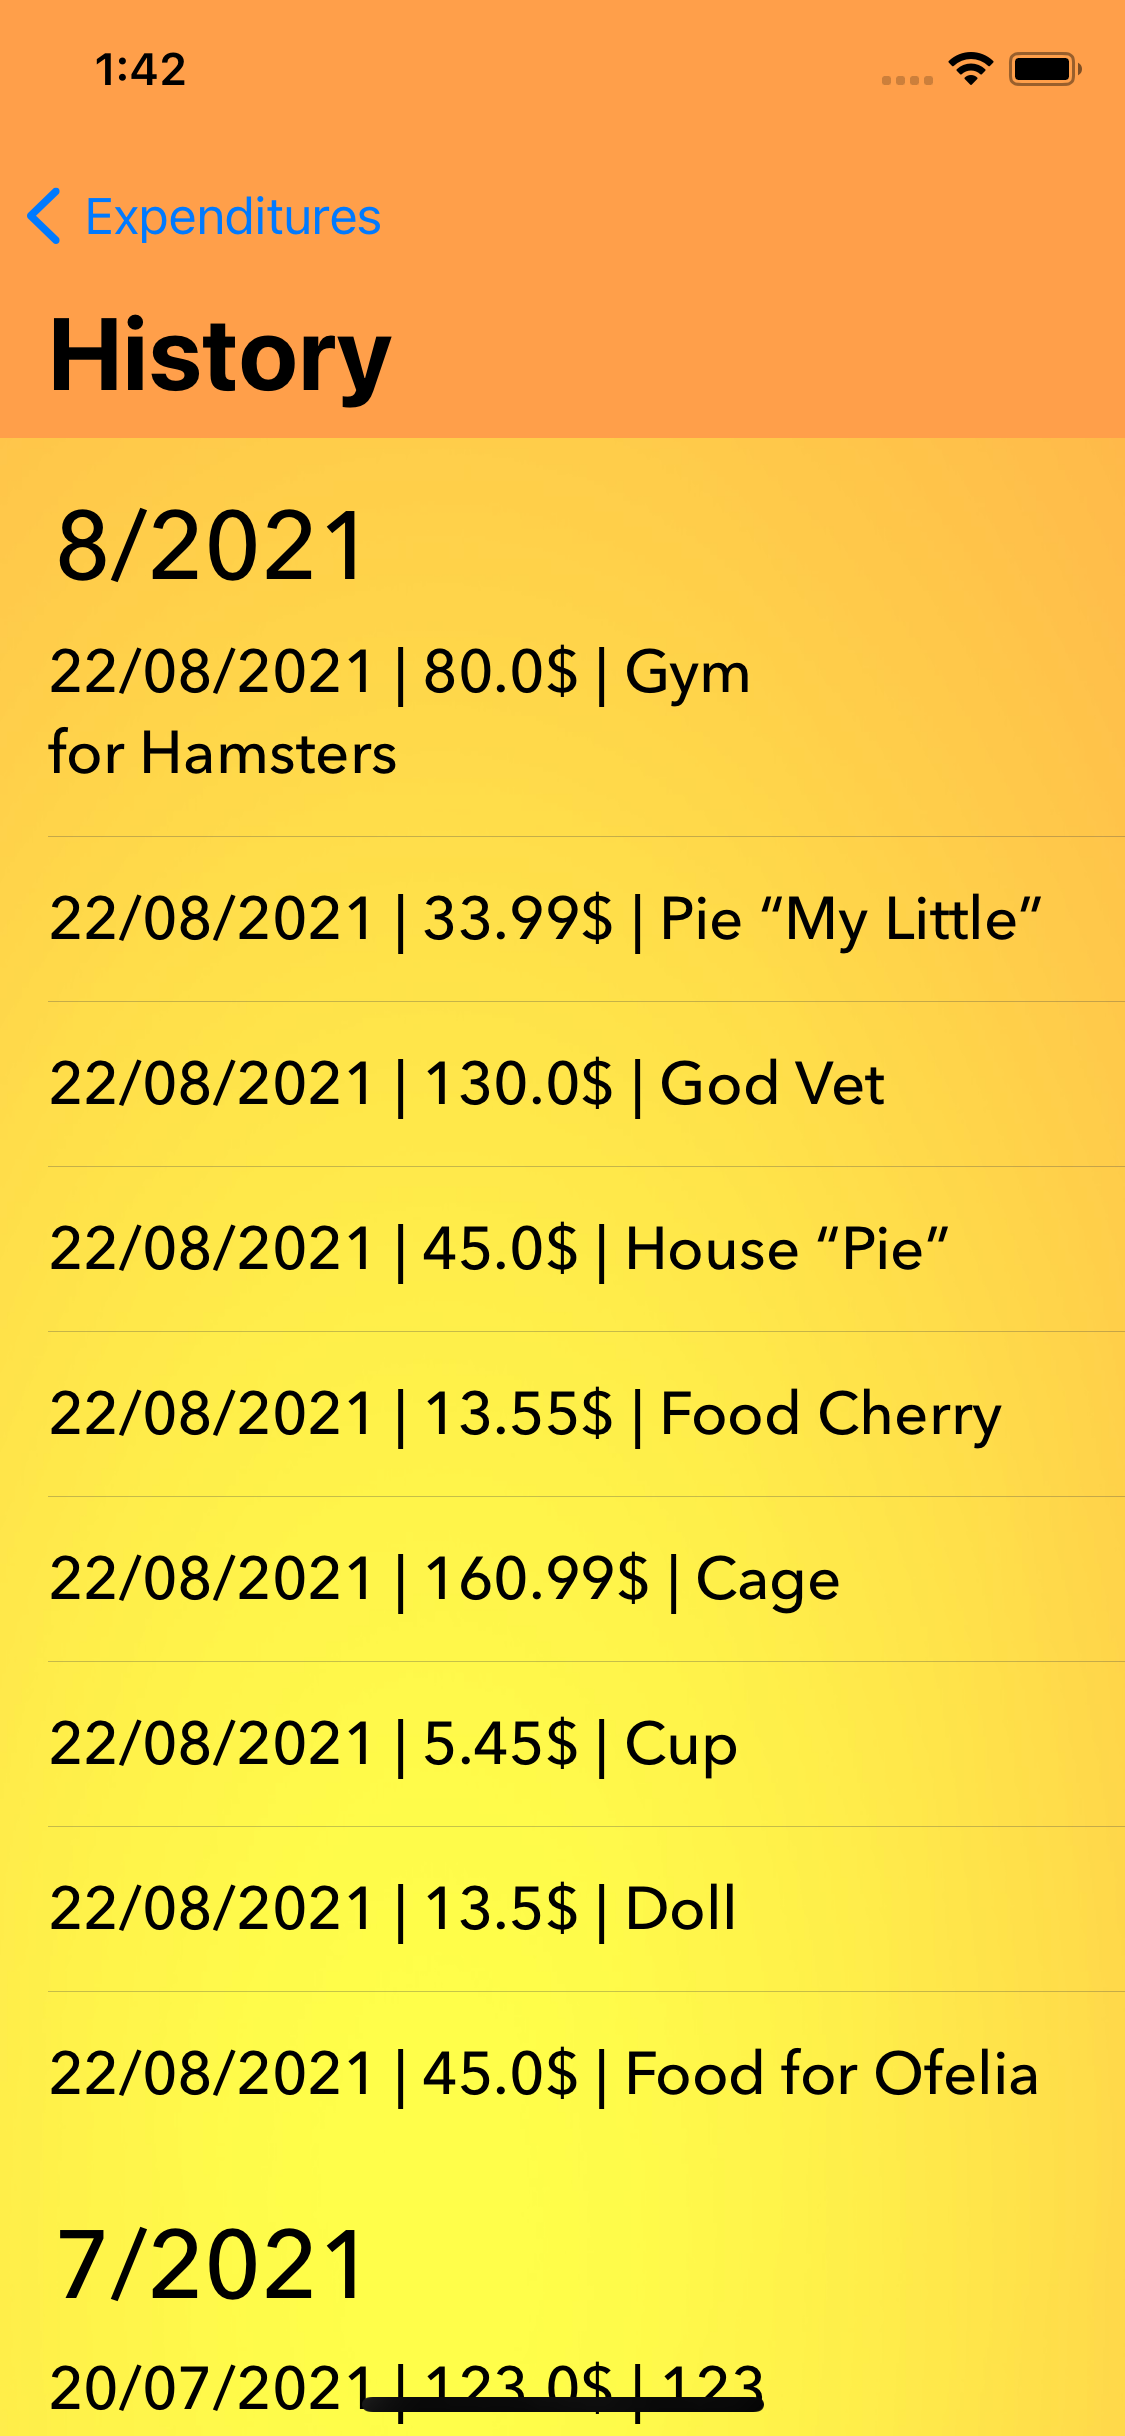 1:42
Expenditures
History
8/2021
22/08/2021 | 80.0$ | Gym
for Hamsters
22/08/2021 | 33.99$ | Pie “My Little”
22/08/2021 | 130.0$ | God Vet
22/08/2021 | 45.0$ | House “Pie”
22/08/2021 | 13.55$ | Food Cherry
22/08/2021 | 160.99$ | Cage
22/08/2021 | 5.45$ | Cup
22/08/2021 | 13.5$ | Doll
22/08/2021 | 45.0$ | Food for Ofelia
7/2021
20/07/2021 | 123.0$ | 123